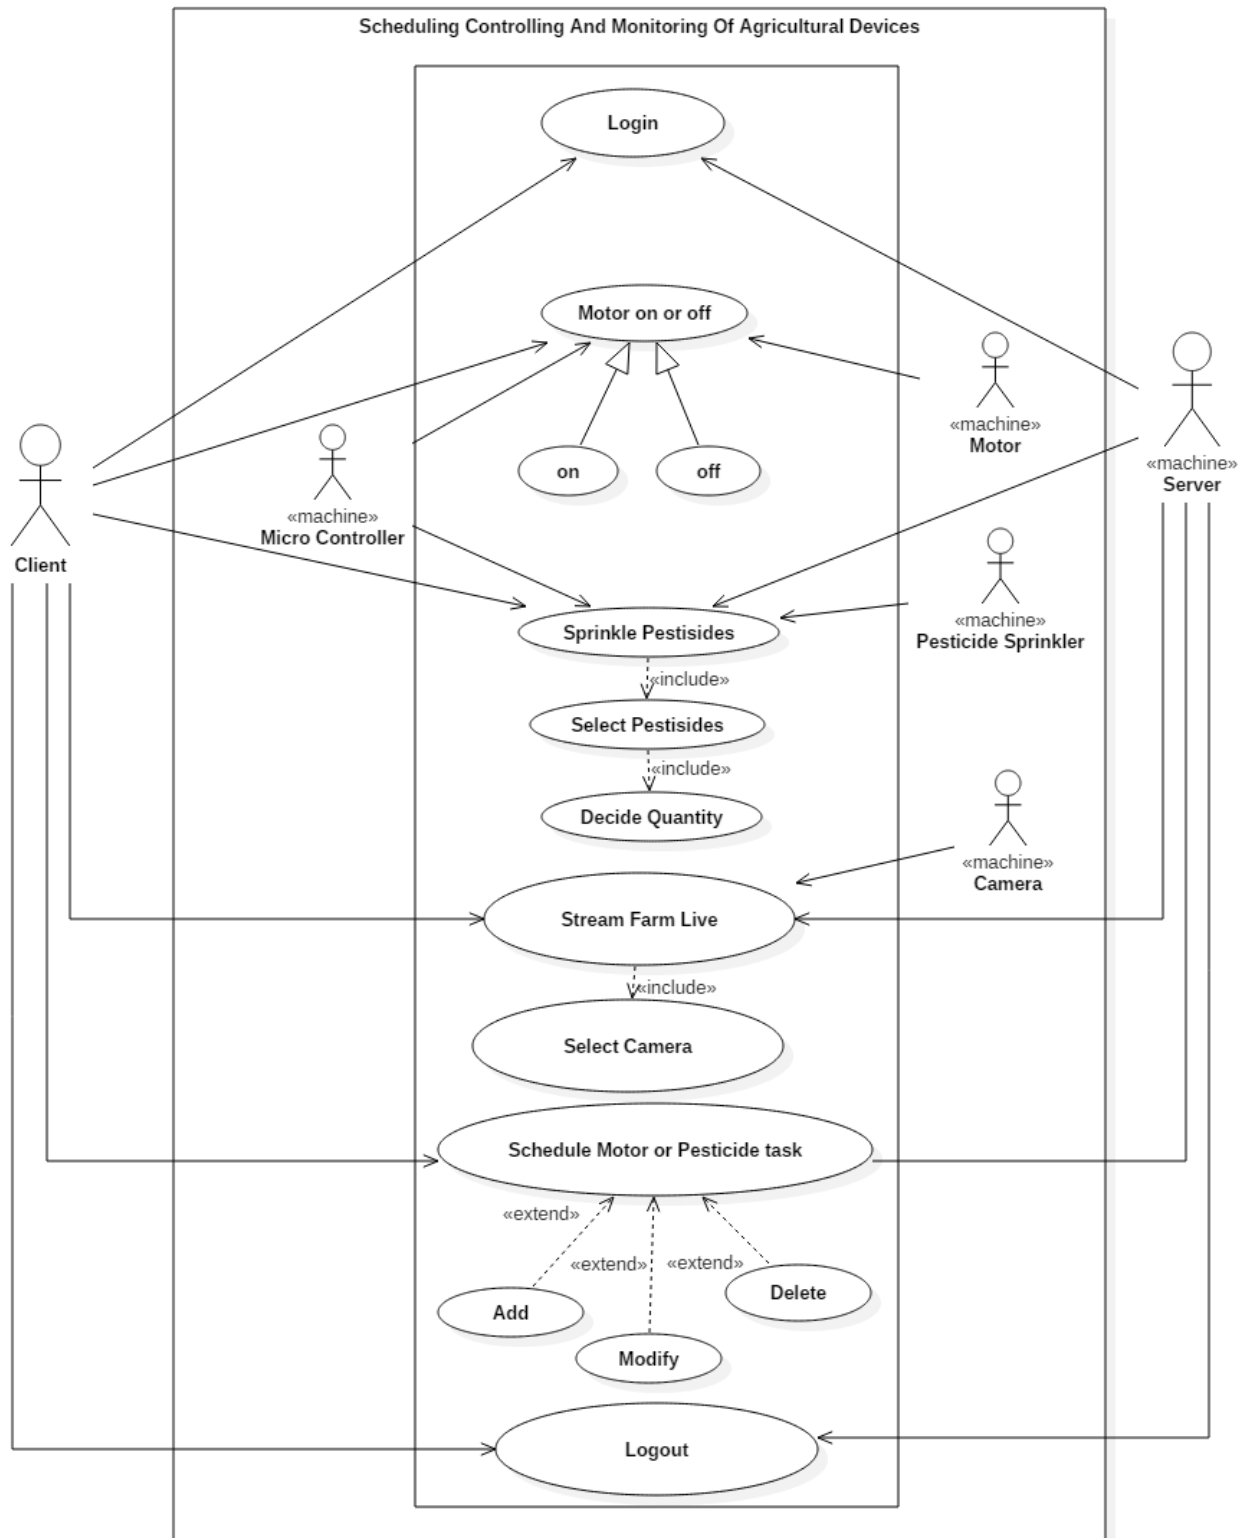 Scheduling Controlling And Monitoring Of Agricultural Devices
Login
Motor on or off
«machine»
Motor
«machine»
Server
on
off
«machine»
Micro Controller
Client
«machine»
Pesticide Sprinkler
Sprinkle Pestisides
«include»
Select Pestisides
«include»
Decide Quantity
«machine»
Camera
Stream Farm Live
«include»
Select Camera
Schedule Motor or Pesticide task
«extend»
«extend»
«extend»
Add
Delete
Modify
Logout